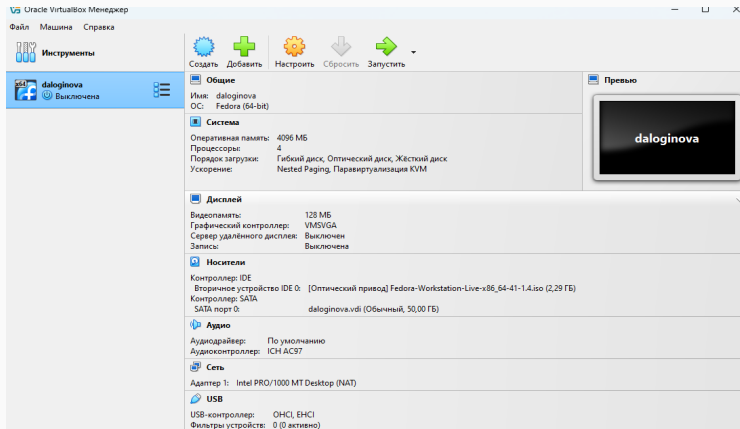 Oracle VirtualBox Менеджер
Файл Машина Справка
Инструменты
Создать Добавить Настроить Сбросить Запустить
x64
daloginova
Выключена
Общие
Имя: daloginova
ОС: Fedora (64-bit)
Превью
daloginova
Система
Оперативная память: 4096 МБ
Процессоры: 4
Порядок загрузки: Гибкий диск, Оптический диск, Жёсткий диск
Ускорение: Nested Paging, Паравиртуализация KVM
Дисплей
Видеопамять: 128 МБ
Графический контроллер: VMSVGA
Сервер удалённого дисплея: Выключен
Запись: Выключена
Носители
Контроллер: IDE
Вторичное устройство IDE 0: [Оптический привод] Fedora-Workstation-Live-x86_64-41-1.4.iso (2,29 ГБ)
Контроллер: SATA
SATA порт 0: daloginova.vdi (Обычный, 50,00 ГБ)
Аудио
Аудиодрайвер: По умолчанию
Аудиоконтроллер: ICH AC97
Сеть
Адаптер 1: Intel PRO/1000 MT Desktop (NAT)
USB
USB-контроллер: OHCI, EHCI
Фильтры устройств: 0 (0 активно)